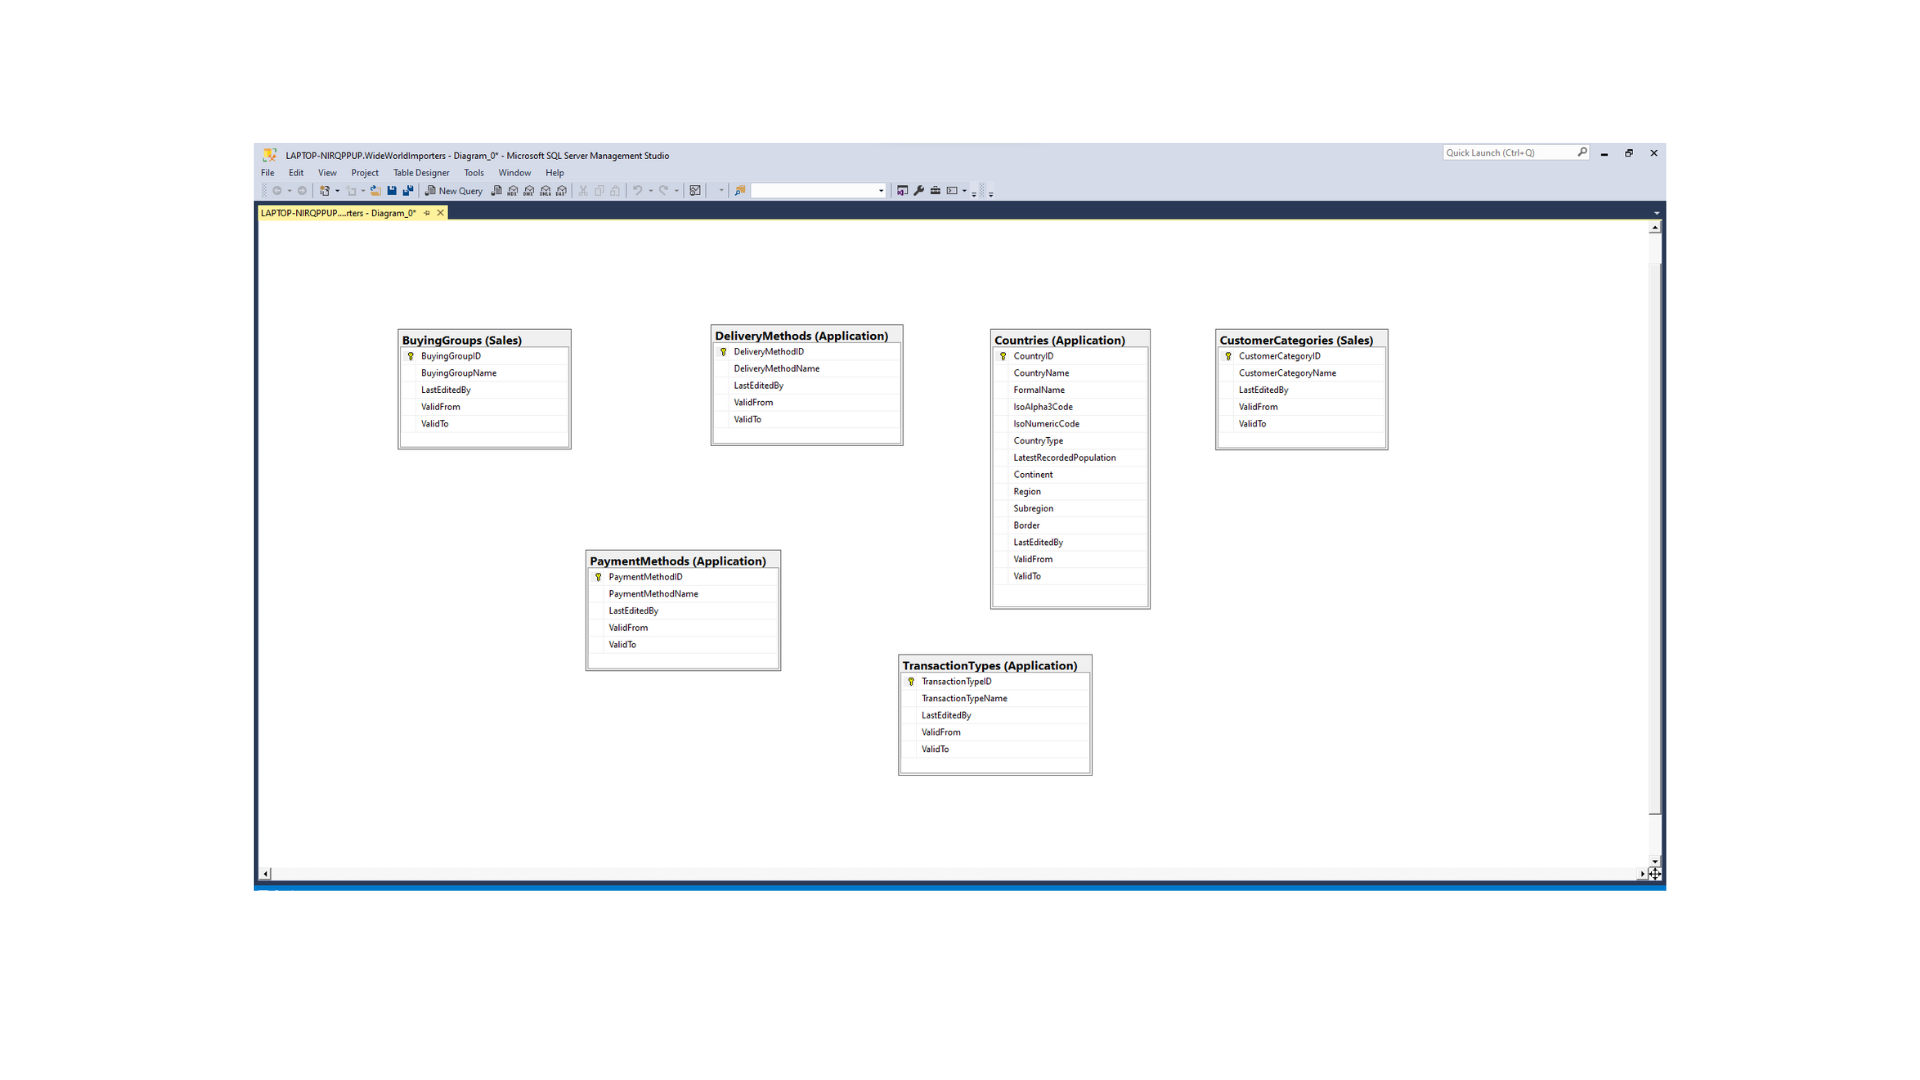 LAPTOP-NIRQPPUP.WideWorldImporters - Diagram_0* - Microsoft SQL Server Management Studio
Quick Launch (Ctrl+Q)
File Edit View Project Table Designer Tools Window Help
New Query
LAPTOP-NIRQPPUP....rters - Diagram_0*
BuyingGroups (Sales)
BuyingGroupID
BuyingGroupName
LastEditedBy
ValidFrom
ValidTo
DeliveryMethods (Application)
DeliveryMethodID
DeliveryMethodName
LastEditedBy
ValidFrom
ValidTo
Countries (Application)
CountryID
CountryName
FormalName
IsoAlpha3Code
IsoNumericCode
CountryType
LatestRecordedPopulation
Continent
Region
Subregion
Border
LastEditedBy
ValidFrom
ValidTo
CustomerCategories (Sales)
CustomerCategoryID
CustomerCategoryName
LastEditedBy
ValidFrom
ValidTo
PaymentMethods (Application)
PaymentMethodID
PaymentMethodName
LastEditedBy
ValidFrom
ValidTo
TransactionTypes (Application)
TransactionTypeID
TransactionTypeName
LastEditedBy
ValidFrom
ValidTo